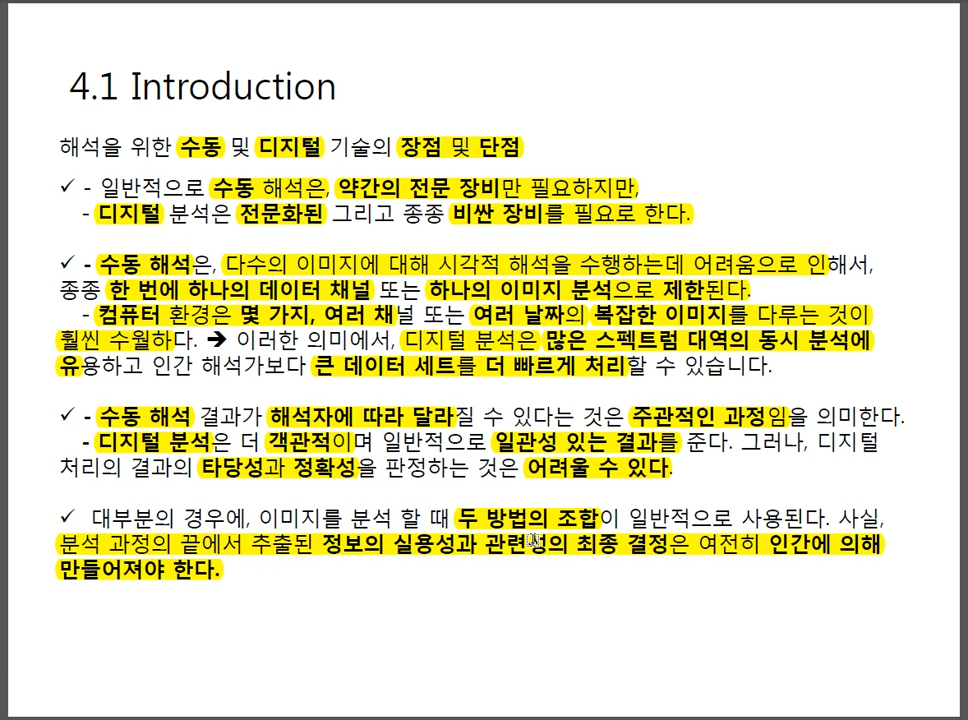 4.1 Introduction
해석을 위한 수동 및 디지털 기술의 장점 및 단점
✓ - 일반적으로 수동 해석은, 약간의 전문 장비만 필요하지만,
- 디지털 분석은 전문화된 그리고 종종 비싼 장비를 필요로 한다.
✓ - 수동 해석은, 다수의 이미지에 대해 시각적 해석을 수행하는데 어려움으로 인해서,
종종 한 번에 하나의 데이터 채널 또는 하나의 이미지 분석으로 제한된다.
- 컴퓨터 환경은 몇 가지, 여러 채널 또는 여러 날짜의 복잡한 이미지를 다루는 것이
훨씬 수월하다. ➔ 이러한 의미에서, 디지털 분석은 많은 스펙트럼 대역의 동시 분석에
유용하고 인간 해석가보다 큰 데이터 세트를 더 빠르게 처리할 수 있습니다.
✓ - 수동 해석 결과가 해석자에 따라 달라질 수 있다는 것은 주관적인 과정임을 의미한다.
- 디지털 분석은 더 객관적이며 일반적으로 일관성 있는 결과를 준다. 그러나, 디지털
처리의 결과의 타당성과 정확성을 판정하는 것은 어려울 수 있다.
✓ 대부분의 경우에, 이미지를 분석 할 때 두 방법의 조합이 일반적으로 사용된다. 사실,
분석 과정의 끝에서 추출된 정보의 실용성과 관련성의 최종 결정은 여전히 인간에 의해
만들어져야 한다.